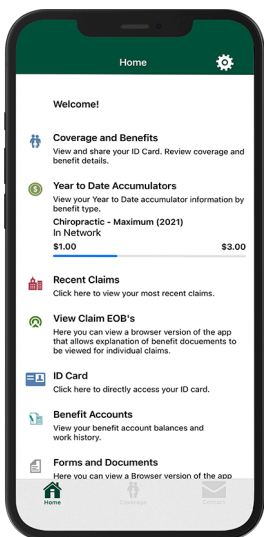 Home
Welcome!
Coverage and Benefits
View and share your ID Card. Review coverage and
benefit details.
Year to Date Accumulators
View your Year to Date accumulator information by
benefit type.
Chiropractic - Maximum (2021)
In Network
$1.00 $3.00
Recent Claims
Click here to view your most recent claims.
View Claim EOB's
Here you can view a browser version of the app
that allows explanation of benefit docuements to
be viewed for individual claims.
ID Card
Click here to directly access your ID card.
Benefit Accounts
View your benefit account balances and
work history.
Forms and Documents
Here you can view a Browser version of the app
Home Coverage Contact